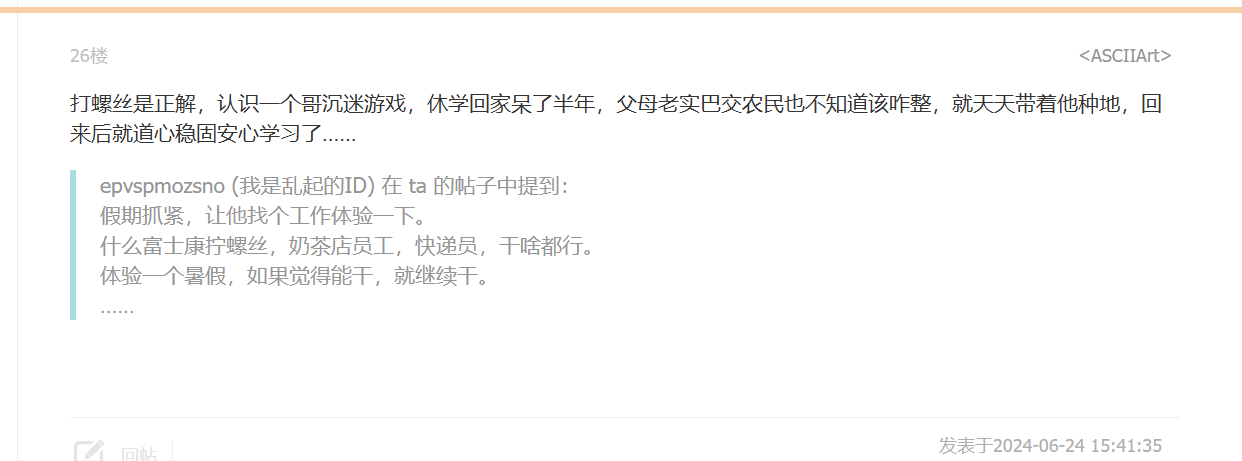 26楼
<ASCIIArt>
打螺丝是正解，认识一个哥沉迷游戏，休学回家呆了半年，父母老实巴交农民也不知道该咋整，就天天带着他种地，回
来后就道心稳固安心学习了……
epvspmozsno (我是乱起的ID) 在 ta 的帖子中提到：
假期抓紧，让他找个工作体验一下。
什么富士康拧螺丝，奶茶店员工，快递员，干啥都行。
体验一个暑假，如果觉得能干，就继续干。
……
回帖
发表于2024-06-24 15:41:35